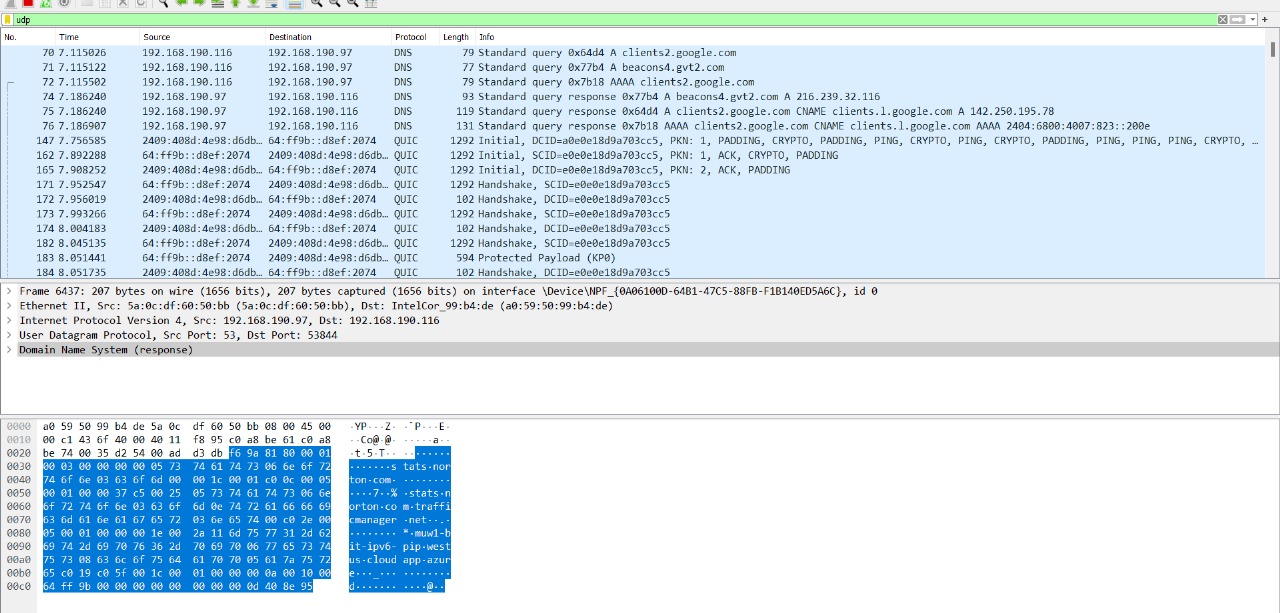 udp
No. Time Source Destination Protocol Length Info
70 7.115026 192.168.190.116 192.168.190.97 DNS 79 Standard query 0x64d4 A clients2.google.com
71 7.115122 192.168.190.116 192.168.190.97 DNS 77 Standard query 0x77b4 A beacons4.gvt2.com
72 7.115502 192.168.190.116 192.168.190.97 DNS 79 Standard query 0x7b18 AAAA clients2.google.com
74 7.186240 192.168.190.97 192.168.190.116 DNS 93 Standard query response 0x77b4 A beacons4.gvt2.com A 216.239.32.116
75 7.186240 192.168.190.97 192.168.190.116 DNS 119 Standard query response 0x64d4 A clients2.google.com CNAME clients.l.google.com A 142.250.195.78
76 7.186907 192.168.190.97 192.168.190.116 DNS 131 Standard query response 0x7b18 AAAA clients2.google.com CNAME clients.l.google.com AAAA 2404:6800:4007:823::200e
147 7.756585 2409:408d:4e98:d6db… 64:ff9b::d8ef:2074 QUIC 1292 Initial, DCID=a0e0e18d9a703cc5, PKN: 1, PADDING, CRYPTO, PADDING, PING, CRYPTO, PING, CRYPTO, PADDING, PING, PING, PING, CRYPTO, …
162 7.892288 64:ff9b::d8ef:2074 2409:408d:4e98:d6db… QUIC 1292 Initial, SCID=e0e0e18d9a703cc5, PKN: 1, ACK, CRYPTO, PADDING
165 7.908252 2409:408d:4e98:d6db… 64:ff9b::d8ef:2074 QUIC 1292 Initial, DCID=e0e0e18d9a703cc5, PKN: 2, ACK, PADDING
171 7.952547 64:ff9b::d8ef:2074 2409:408d:4e98:d6db… QUIC 1292 Handshake, SCID=e0e0e18d9a703cc5
172 7.956019 2409:408d:4e98:d6db… 64:ff9b::d8ef:2074 QUIC 102 Handshake, DCID=e0e0e18d9a703cc5
173 7.993266 64:ff9b::d8ef:2074 2409:408d:4e98:d6db… QUIC 1292 Handshake, SCID=e0e0e18d9a703cc5
174 8.004183 2409:408d:4e98:d6db… 64:ff9b::d8ef:2074 QUIC 102 Handshake, DCID=e0e0e18d9a703cc5
182 8.045135 64:ff9b::d8ef:2074 2409:408d:4e98:d6db… QUIC 1292 Handshake, SCID=e0e0e18d9a703cc5
183 8.051441 64:ff9b::d8ef:2074 2409:408d:4e98:d6db… QUIC 594 Protected Payload (KP0)
184 8.051735 2409:408d:4e98:d6db… 64:ff9b::d8ef:2074 QUIC 102 Handshake, DCID=e0e0e18d9a703cc5
Frame 6437: 207 bytes on wire (1656 bits), 207 bytes captured (1656 bits) on interface \Device\NPF_{0A06100D-64B1-47C5-88FB-F1B140ED5A6C}, id 0
Ethernet II, Src: 5a:0c:df:60:50:bb (5a:0c:df:60:50:bb), Dst: IntelCor_99:b4:de (a0:59:50:99:b4:de)
Internet Protocol Version 4, Src: 192.168.190.97, Dst: 192.168.190.116
User Datagram Protocol, Src Port: 53, Dst Port: 53844
Domain Name System (response)
0000 a0 59 50 99 b4 de 5a 0c df 60 50 bb 08 00 45 00 ·YP···Z· ·`P···E·
0010 00 c1 43 6f 40 00 40 11 f8 95 c0 a8 be 61 c0 a8 ··Co@·@· ·····a··
0020 be 74 00 35 d2 54 00 ad d3 db f6 9a 81 80 00 01 ·t·5·T·· ········
0030 00 03 00 00 00 00 05 73 74 61 74 73 06 6e 6f 72 ·······s tats·nor
0040 74 6f 6e 03 63 6f 6d 00 00 1c 00 01 c0 0c 00 05 ton·com· ········
0050 00 01 00 00 37 c5 00 25 05 73 74 61 74 73 06 6e ····7··% ·stats·n
0060 6f 72 74 6f 6e 03 63 6f 6d 0e 74 72 61 66 66 69 orton·co m·traffi
0070 63 6d 61 6e 61 67 65 72 03 6e 65 74 00 c0 2e 00 cmanager ·net··.·
0080 05 00 01 00 00 00 1e 00 2a 11 6d 75 77 31 2d 62 ········ *·muw1-b
0090 69 74 2d 69 70 76 36 2d 70 69 70 06 77 65 73 74 it-ipv6- pip·west
00a0 75 73 08 63 6c 6f 75 64 61 70 70 05 61 7a 75 72 us·cloud app·azur
00b0 65 c0 19 c0 5f 00 1c 00 01 00 00 00 0a 00 10 00 e···_··· ········
00c0 64 ff 9b 00 00 00 00 00 00 00 00 0d 40 8e 95 d······· ····@··